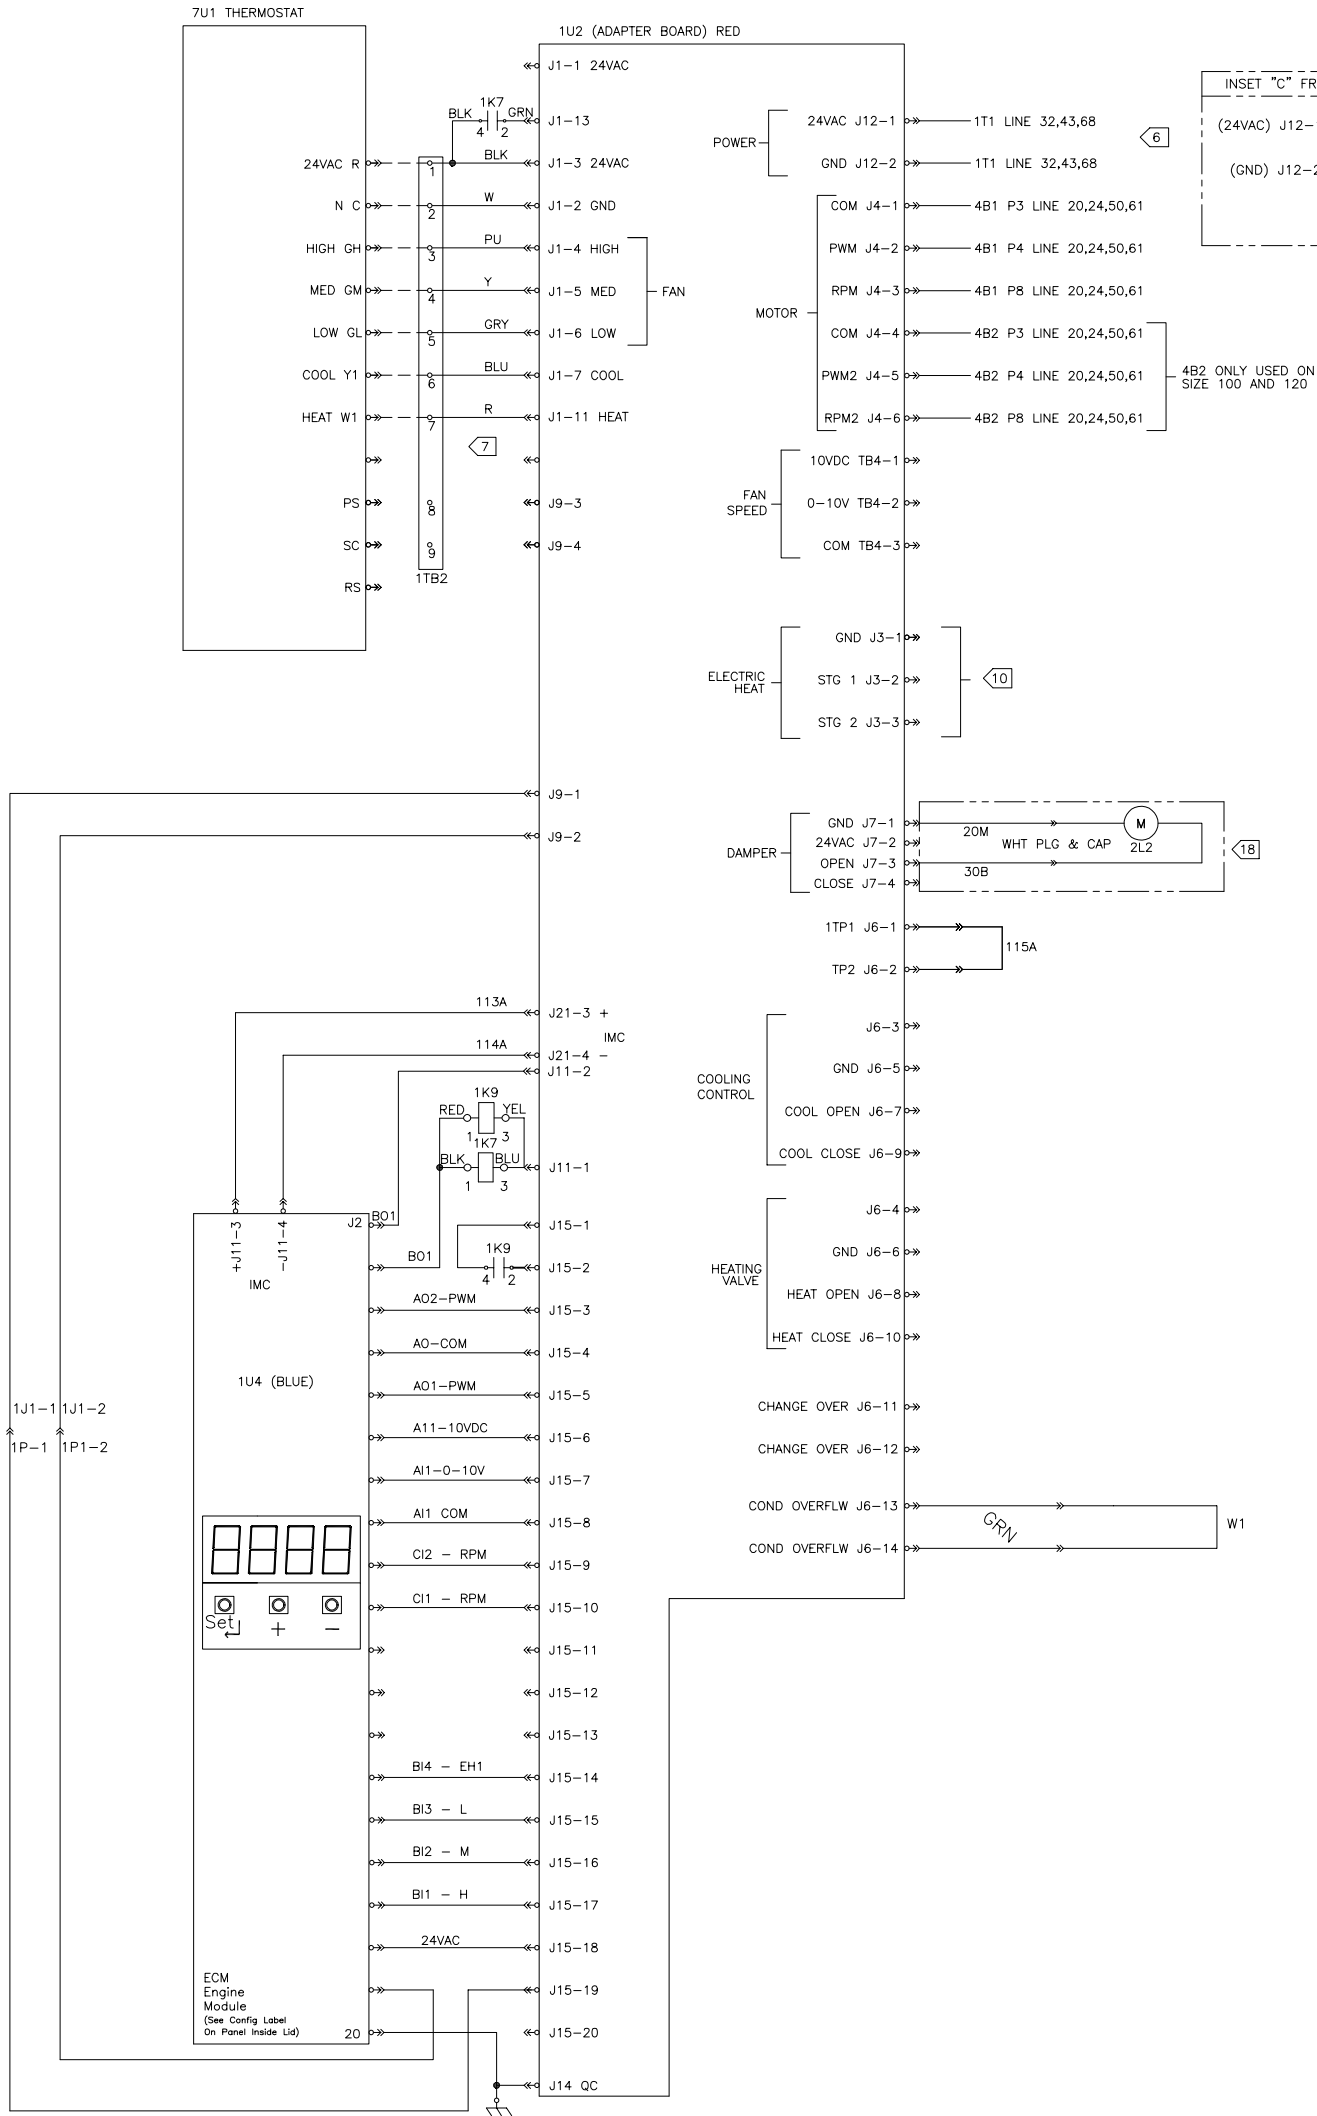 7U1 THERMOSTAT
1U2 (ADAPTER BOARD) RED
J1-1 24VAC
1K7
BLK
GRN
4
2
J1-13
24VAC R
1
BLK
J1-3 24VAC
N C
2
W
J1-2 GND
HIGH GH
3
PU
J1-4 HIGH
MED GM
4
Y
J1-5 MED
FAN
LOW GL
5
GRY
J1-6 LOW
COOL Y1
6
BLU
J1-7 COOL
HEAT W1
7
R
J1-11 HEAT
7
PS
8
J9-3
SC
9
J9-4
RS
1TB2
POWER
24VAC J12-1
1T1 LINE 32,43,68
GND J12-2
1T1 LINE 32,43,68
6
INSET "C" FR
(24VAC) J12-
(GND) J12-2
MOTOR
COM J4-1
4B1 P3 LINE 20,24,50,61
PWM J4-2
4B1 P4 LINE 20,24,50,61
RPM J4-3
4B1 P8 LINE 20,24,50,61
COM J4-4
4B2 P3 LINE 20,24,50,61
PWM2 J4-5
4B2 P4 LINE 20,24,50,61
RPM2 J4-6
4B2 P8 LINE 20,24,50,61
4B2 ONLY USED ON
SIZE 100 AND 120
FAN
SPEED
10VDC TB4-1
0-10V TB4-2
COM TB4-3
ELECTRIC
HEAT
GND J3-1
STG 1 J3-2
STG 2 J3-3
10
J9-1
J9-2
DAMPER
GND J7-1
24VAC J7-2
OPEN J7-3
CLOSE J7-4
20M
WHT PLG & CAP
M
2L2
30B
18
1TP1 J6-1
TP2 J6-2
115A
113A
J21-3 +
IMC
114A
J21-4 -
J11-2
1K9
RED
YEL
1
3
1K7
BLK
BLU
1
3
J11-1
COOLING
CONTROL
J6-3
GND J6-5
COOL OPEN J6-7
COOL CLOSE J6-9
HEATING
VALVE
J6-4
GND J6-6
HEAT OPEN J6-8
HEAT CLOSE J6-10
CHANGE OVER J6-11
CHANGE OVER J6-12
COND OVERFLW J6-13
COND OVERFLW J6-14
GRN
W1
+J11-3
-J11-4
IMC
J2
BO1
BO1
J15-1
1K9
4
2
J15-2
AO2-PWM
J15-3
AO-COM
J15-4
1U4 (BLUE)
AO1-PWM
J15-5
1J1-1
1J1-2
1P-1
1P1-2
A11-10VDC
J15-6
AI1-0-10V
J15-7
AI1 COM
J15-8
CI2 - RPM
J15-9
CI1 - RPM
J15-10
8888
Set
+
-
J15-11
J15-12
J15-13
BI4 - EH1
J15-14
BI3 - L
J15-15
BI2 - M
J15-16
BI1 - H
J15-17
24VAC
J15-18
J15-19
ECM
Engine
Module
(See Config Label
On Panel Inside Lid)
20
J15-20
J14 QC